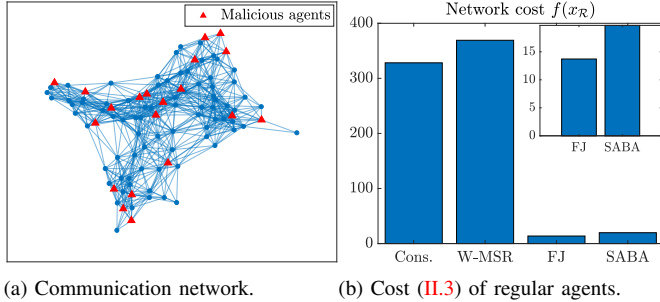 Malicious agents
Network cost f(x_R)
400
300
200
100
0
15
10
5
0
FJ SABA
Cons. W-MSR FJ SABA
(a) Communication network.
(b) Cost (II.3) of regular agents.